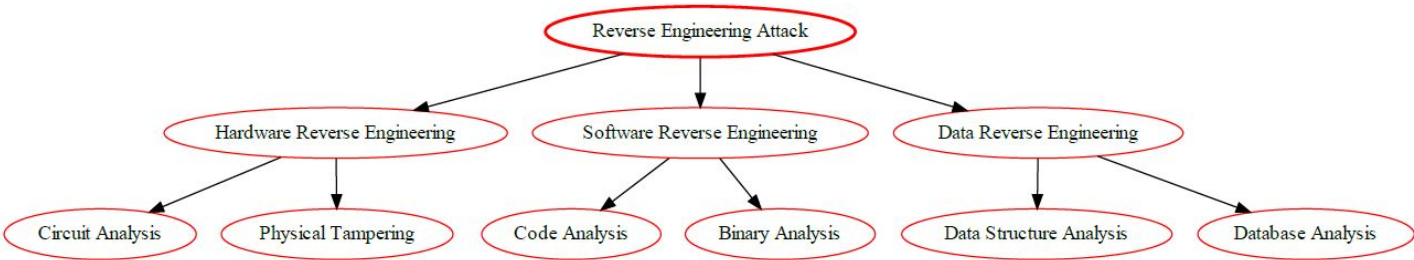 Reverse Engineering Attack
Hardware Reverse Engineering
Software Reverse Engineering
Data Reverse Engineering
Circuit Analysis
Physical Tampering
Code Analysis
Binary Analysis
Data Structure Analysis
Database Analysis